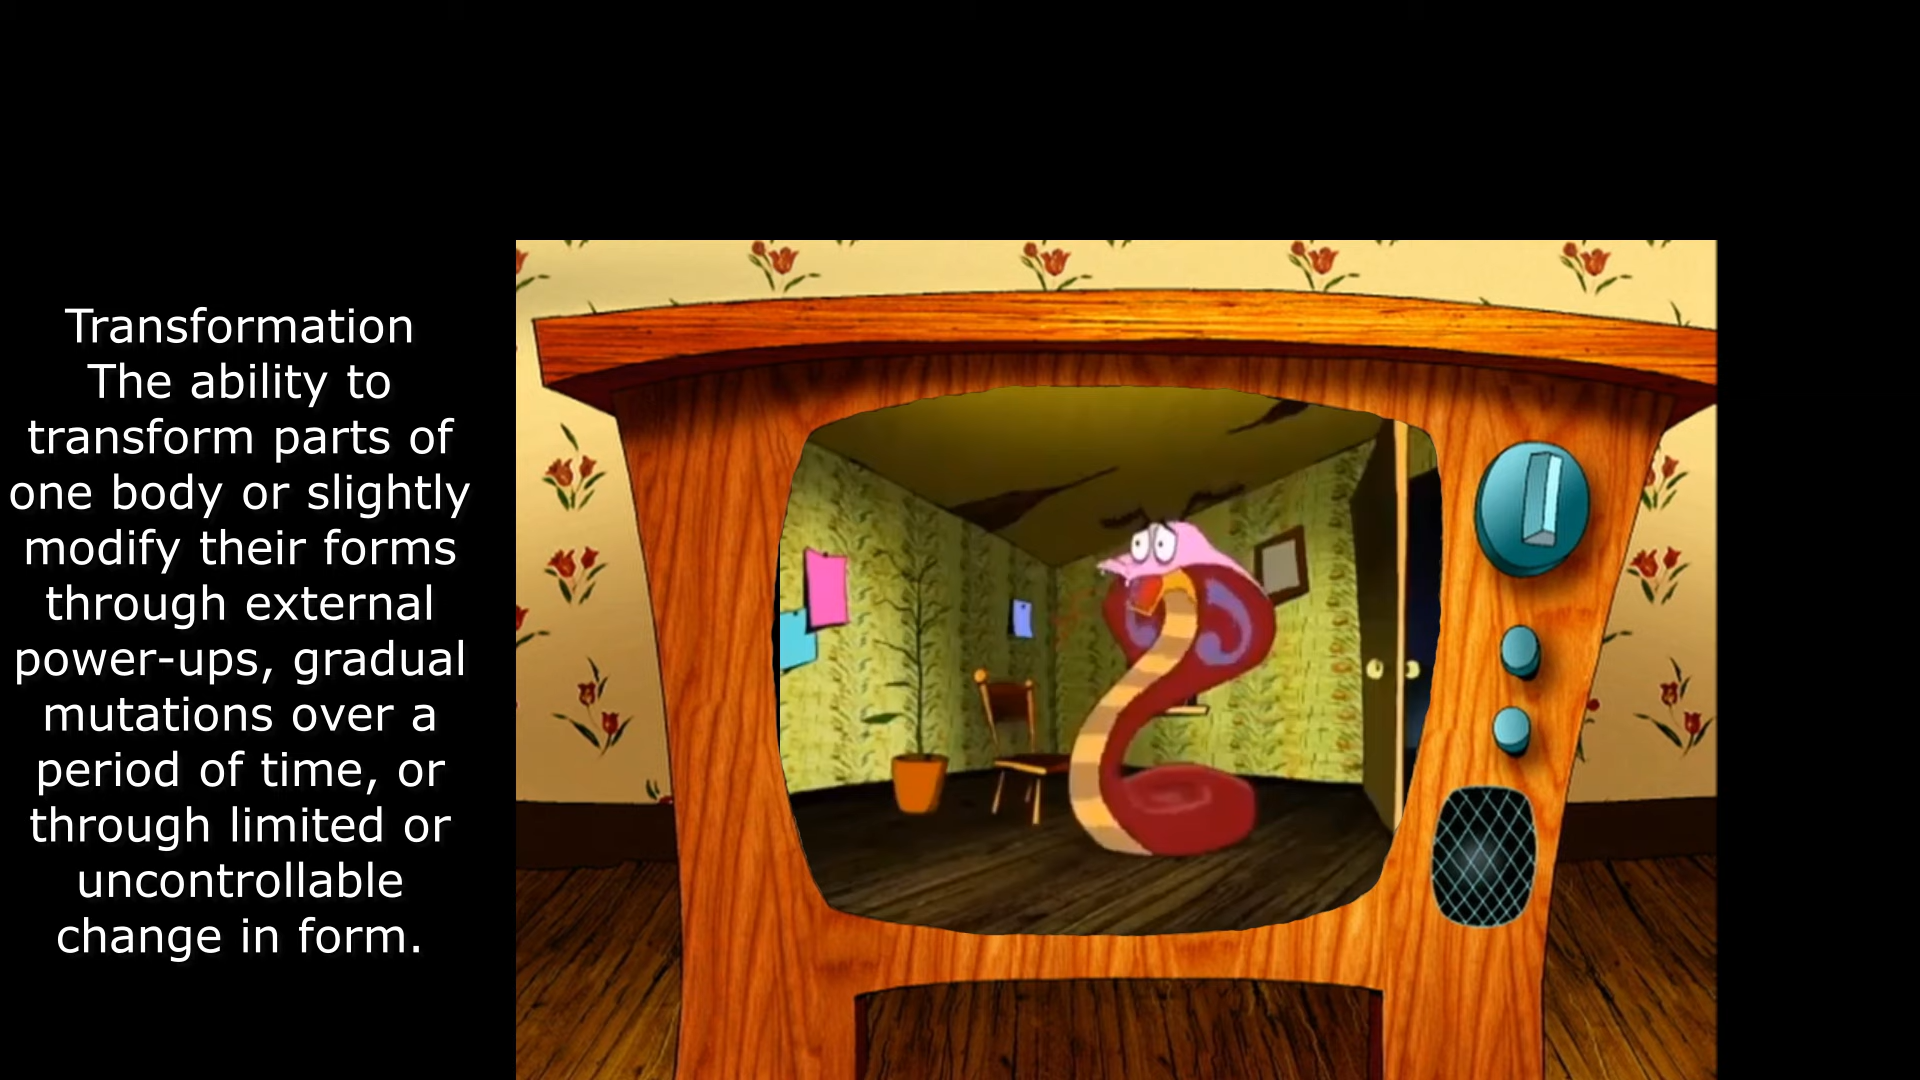 Transformation
The ability to
transform parts of
one body or slightly
modify their forms
through external
power-ups, gradual
mutations over a
period of time, or
through limited or
uncontrollable
change in form.